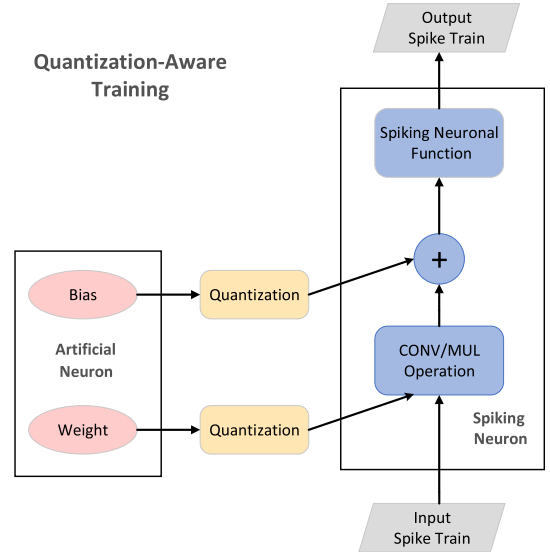 Output
Spike Train
Quantization-Aware
Training
Spiking Neuronal
Function
+
Bias
Quantization
Artificial
Neuron
CONV/MUL
Operation
Weight
Quantization
Spiking
Neuron
Input
Spike Train